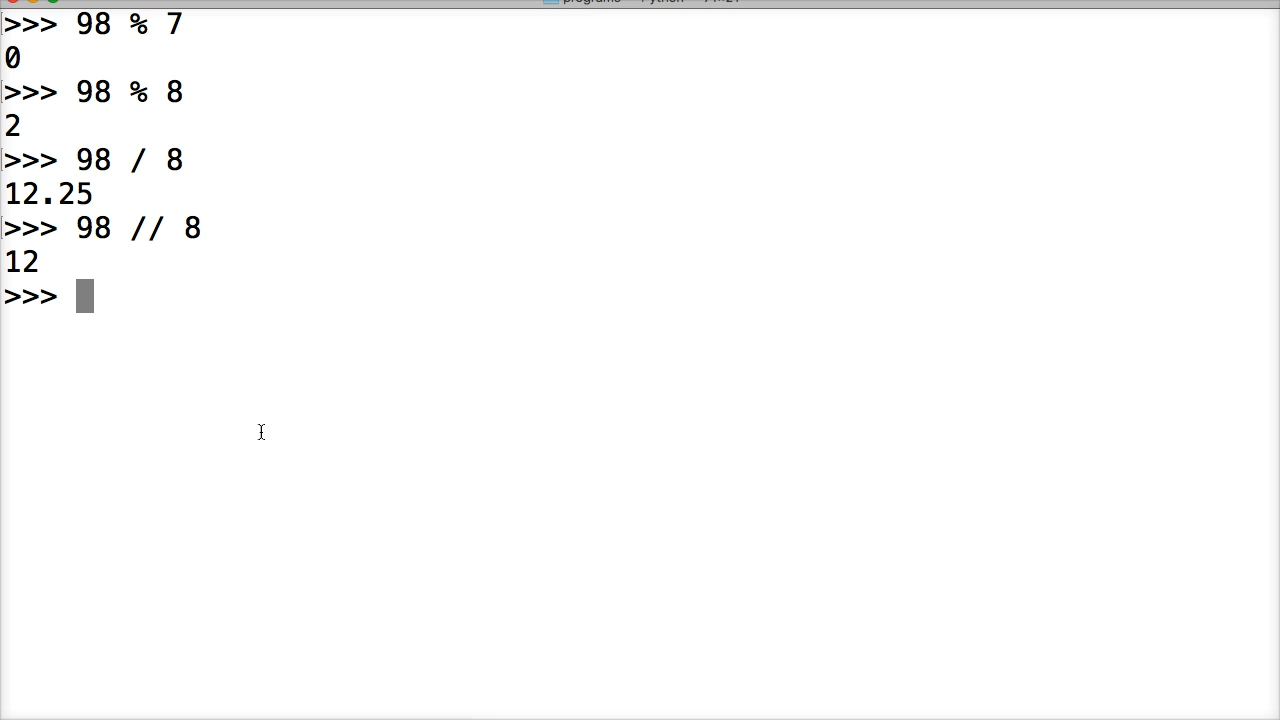 >>> 98 % 7
0
>>> 98 % 8
2
>>> 98 / 8
12.25
>>> 98 // 8
12
>>>